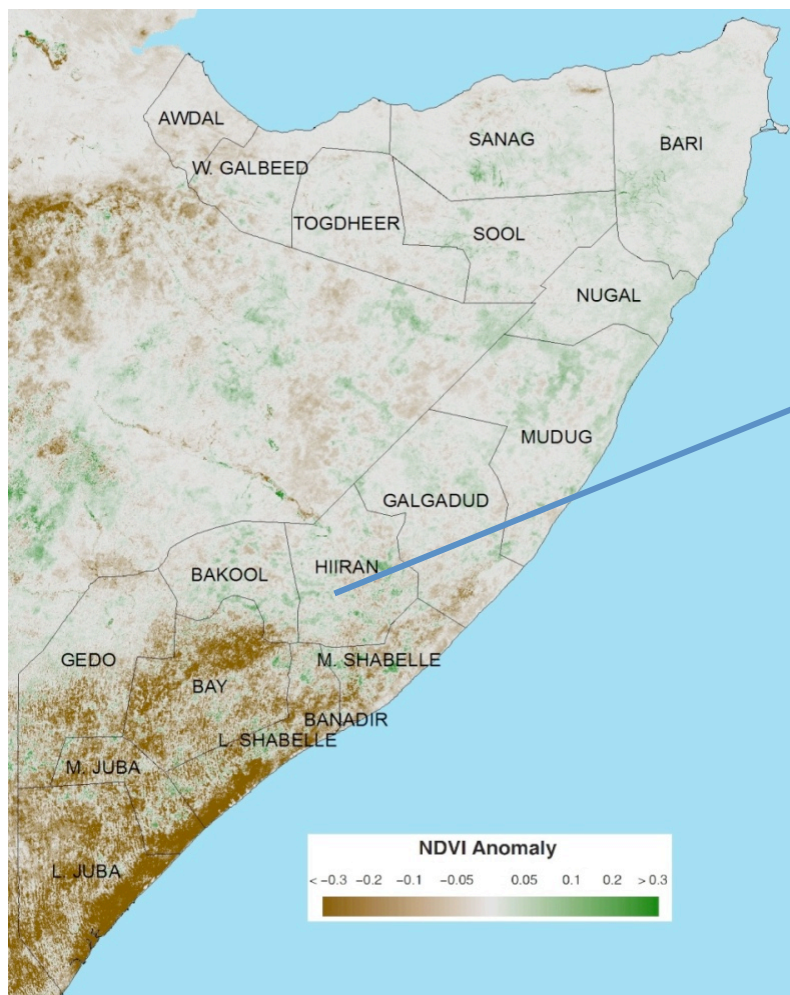 AWDAL
SANAG
BARI
W. GALBEED
TOGDHEER
SOOL
NUGAL
MUDUG
GALGADUD
HIIRAN
BAKOOL
GEDO
M. SHABELLE
BAY
BANADIR
L. SHABELLE
M. JUBA
L. JUBA
NDVI Anomaly
< −0.3 −0.2 −0.1 −0.05 0.05 0.1 0.2 > 0.3